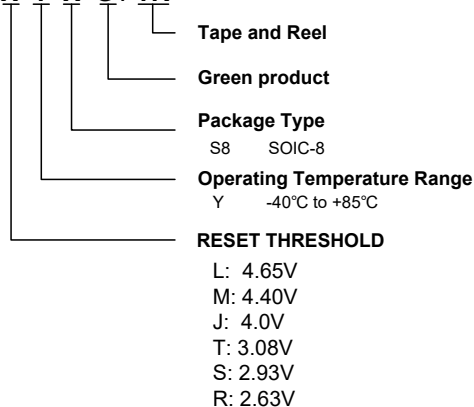 Tape and Reel
Green product
Package Type
S8 SOIC-8
Operating Temperature Range
Y -40℃ to +85℃
RESET THRESHOLD
L: 4.65V
M: 4.40V
J: 4.0V
T: 3.08V
S: 2.93V
R: 2.63V